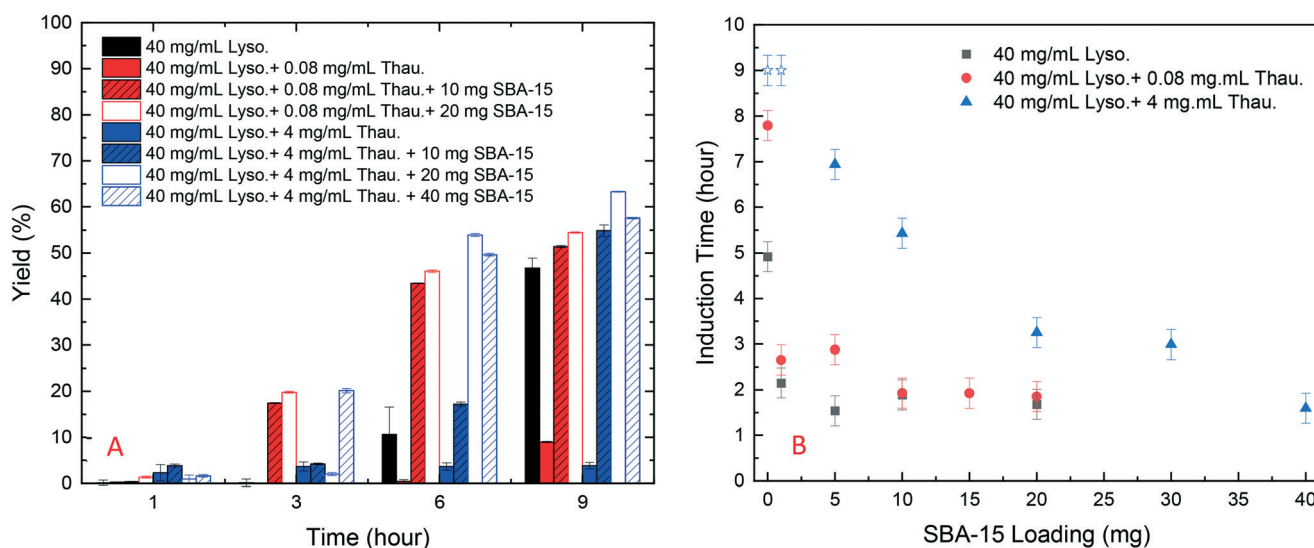 100
90
80
70
60
50
40
30
20
10
0
Yield (%)
40 mg/mL Lyso.
40 mg/mL Lyso.+ 0.08 mg/mL Thau.
40 mg/mL Lyso.+ 0.08 mg/mL Thau.+ 10 mg SBA-15
40 mg/mL Lyso.+ 0.08 mg/mL Thau.+ 20 mg SBA-15
40 mg/mL Lyso.+ 4 mg/mL Thau.
40 mg/mL Lyso.+ 4 mg/mL Thau. + 10 mg SBA-15
40 mg/mL Lyso.+ 4 mg/mL Thau. + 20 mg SBA-15
40 mg/mL Lyso.+ 4 mg/mL Thau. + 40 mg SBA-15
A
1 3 6 9
Time (hour)
10
9
8
7
6
5
4
3
2
1
0
Induction Time (hour)
40 mg/mL Lyso.
40 mg/mL Lyso.+ 0.08 mg.mL Thau.
40 mg/mL Lyso.+ 4 mg.mL Thau.
B
0 5 10 15 20 25 30 35 40
SBA-15 Loading (mg)